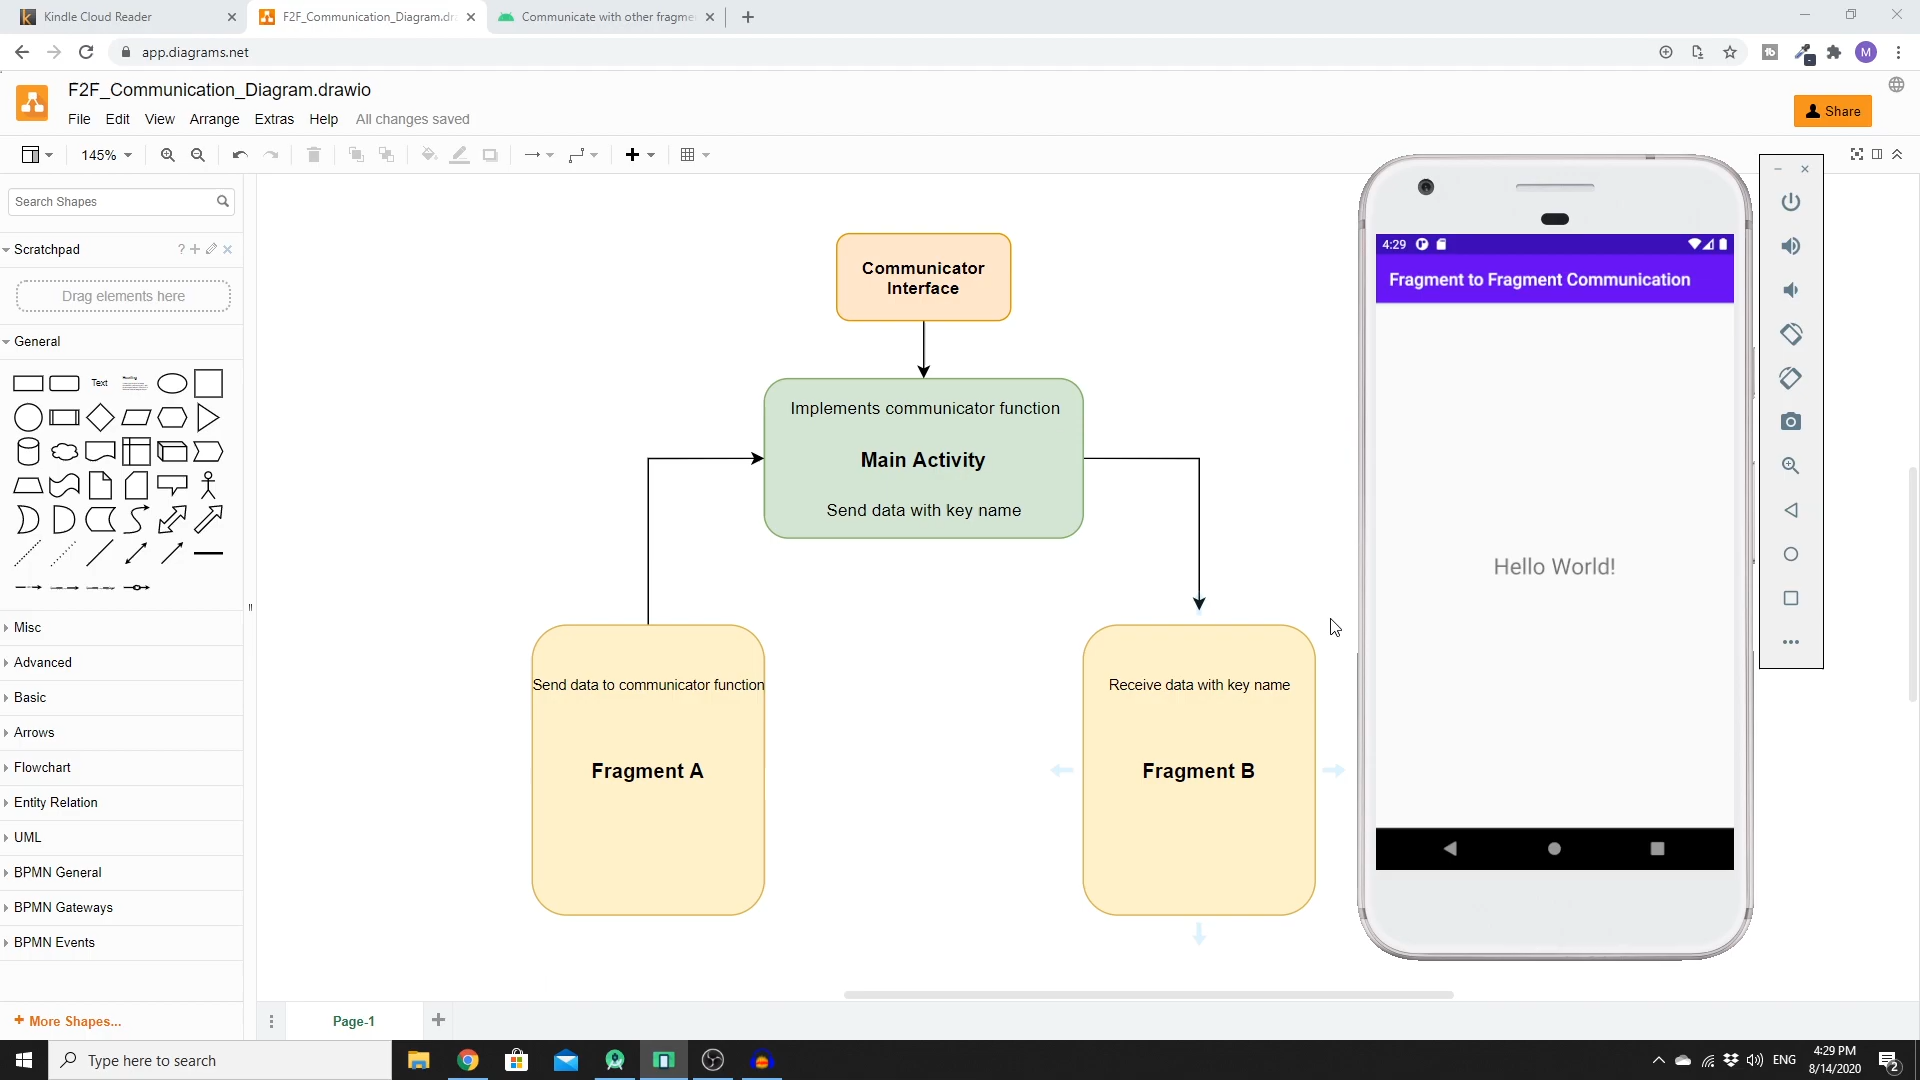 Kindle Cloud Reader
F2F_Communication_Diagram.dr
Communicate with other fragme
app.diagrams.net
M
F2F_Communication_Diagram.drawio
File Edit View Arrange Extras Help All changes saved
Share
145%
Search Shapes
Scratchpad
?
Drag elements here
General
Text
Heading
Misc
Advanced
Basic
Arrows
Flowchart
Entity Relation
UML
BPMN General
BPMN Gateways
BPMN Events
+ More Shapes...
Communicator
Interface
Implements communicator function
Main Activity
Send data with key name
Send data to communicator function
Fragment A
Receive data with key name
Fragment B
4:29
Fragment to Fragment Communication
Hello World!
Page-1
Type here to search
ENG
4:29 PM
8/14/2020
2